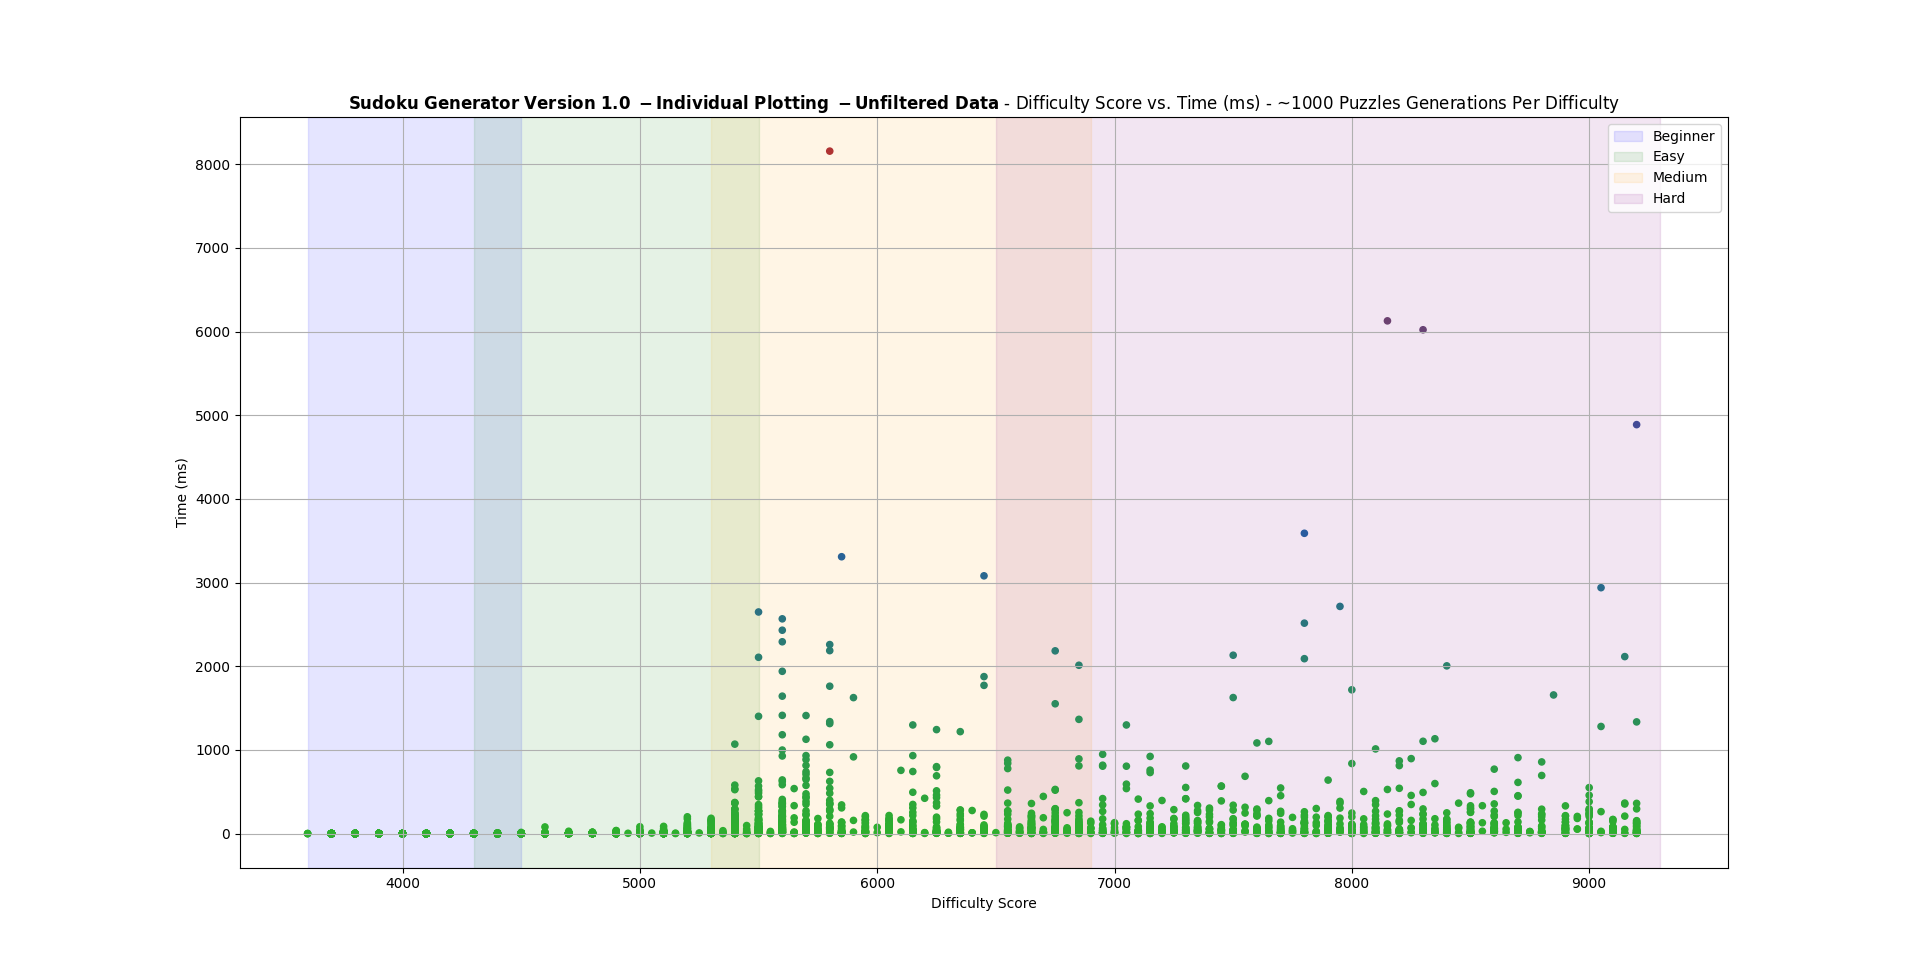 Sudoku Generator Version 1.0 − Individual Plotting − Unfiltered Data - Difficulty Score vs. Time (ms) - ~1000 Puzzles Generations Per Difficulty
Beginner
Easy
Medium
Hard
8000
7000
6000
5000
4000
3000
2000
1000
0
Time (ms)
4000 5000 6000 7000 8000 9000
Difficulty Score